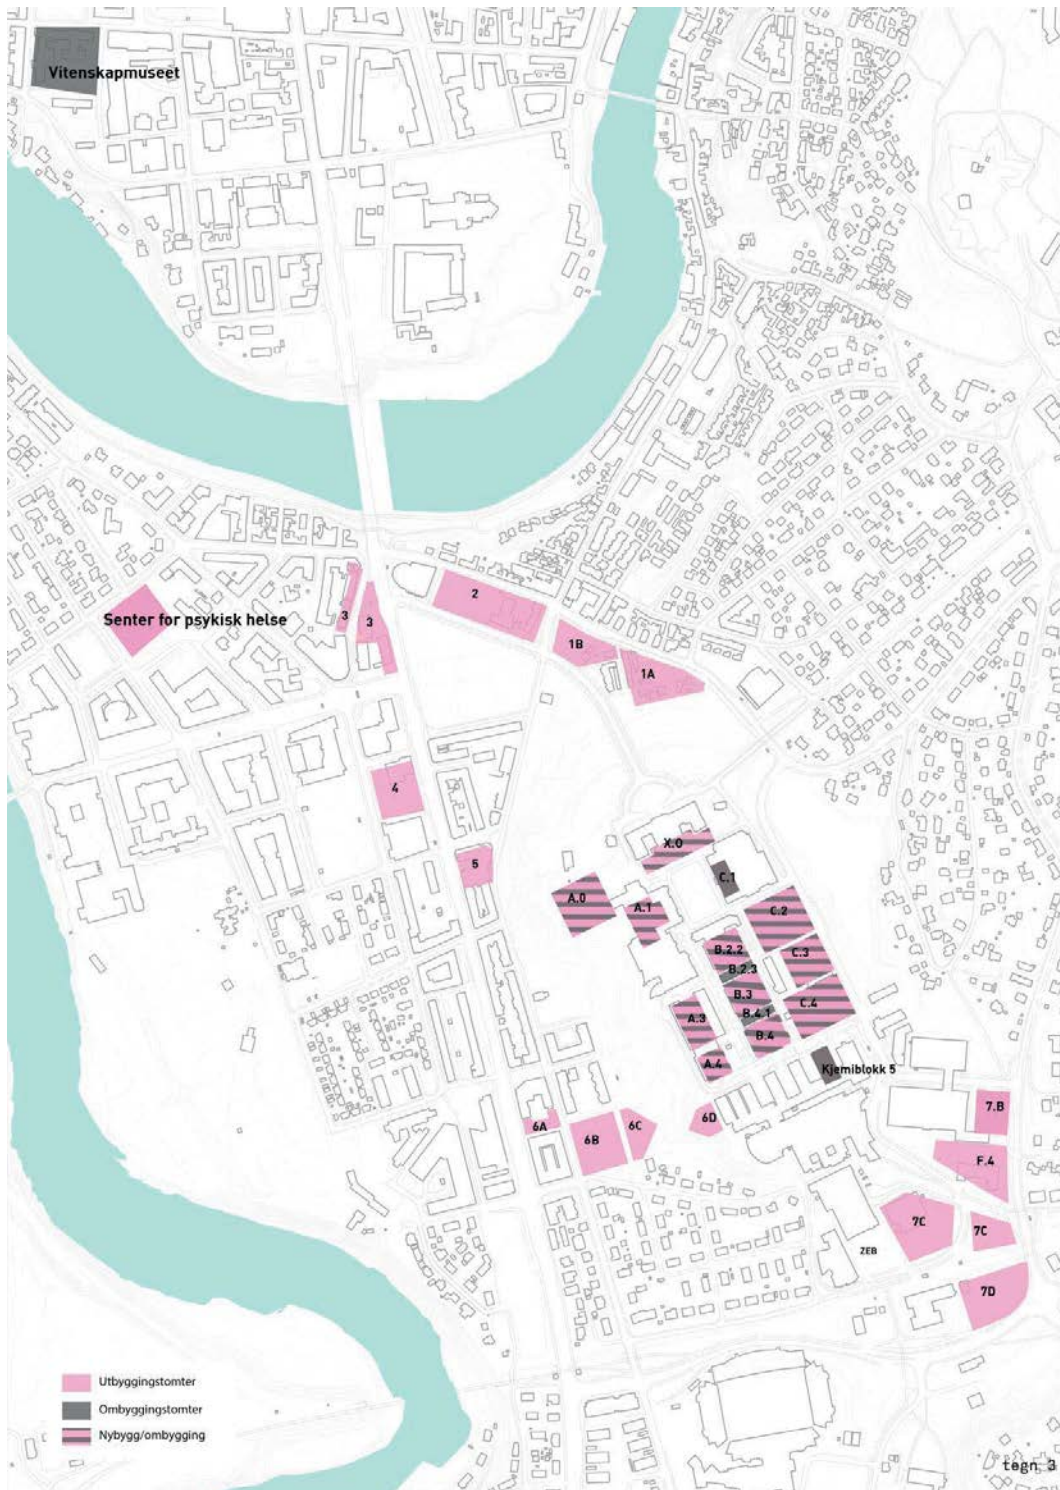 Vitenskapmuseet
2
3
3
Senter for psykisk helse
1B
1A
4
5
X.0
C.1
A.0
A.1
C.2
B.2.2
C.3
B.2.3
B.3
C.4
B.4.1
A.3
B.4
A.4
Kjemiblokk 5
7.B
6A
6B
6C
6D
F.4
7C
7C
ZEB
7D
Utbyggingstomter
Ombyggingstomter
Nybygg/ombygging
tegn 3